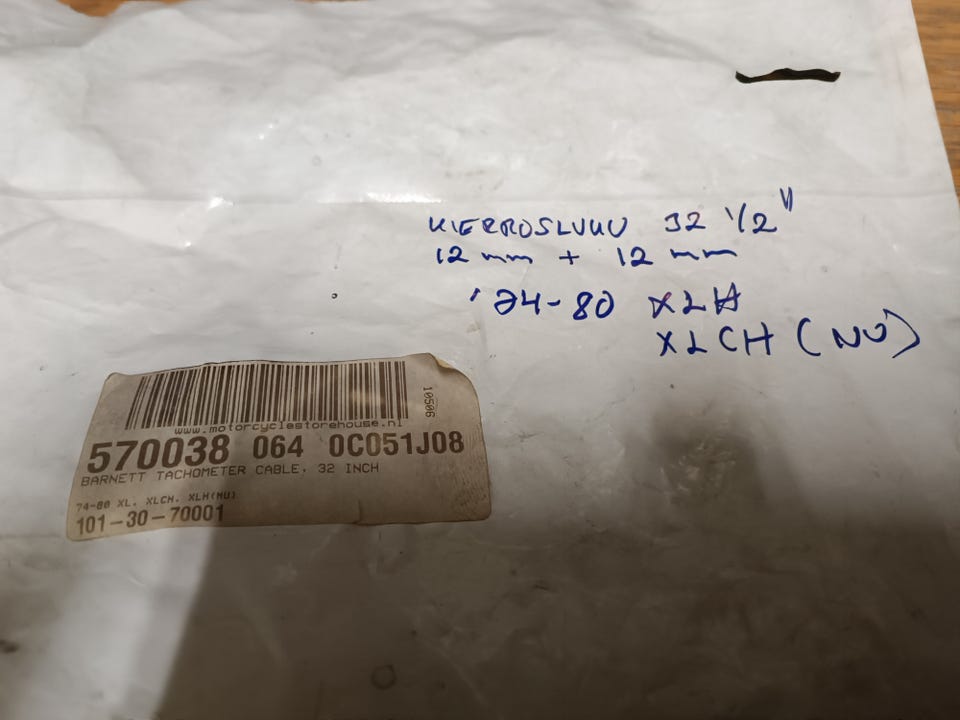 KIERROSLUKU 32 1/2"
12 mm + 12 mm
'74-80 XLH
XLCH (NU)
10506
www.motorcyclestorehouse.nl
570038 064 0C051J08
BARNETT TACHOMETER CABLE, 32 INCH
74-80 XL, XLCH, XLH(NU)
101-30-70001